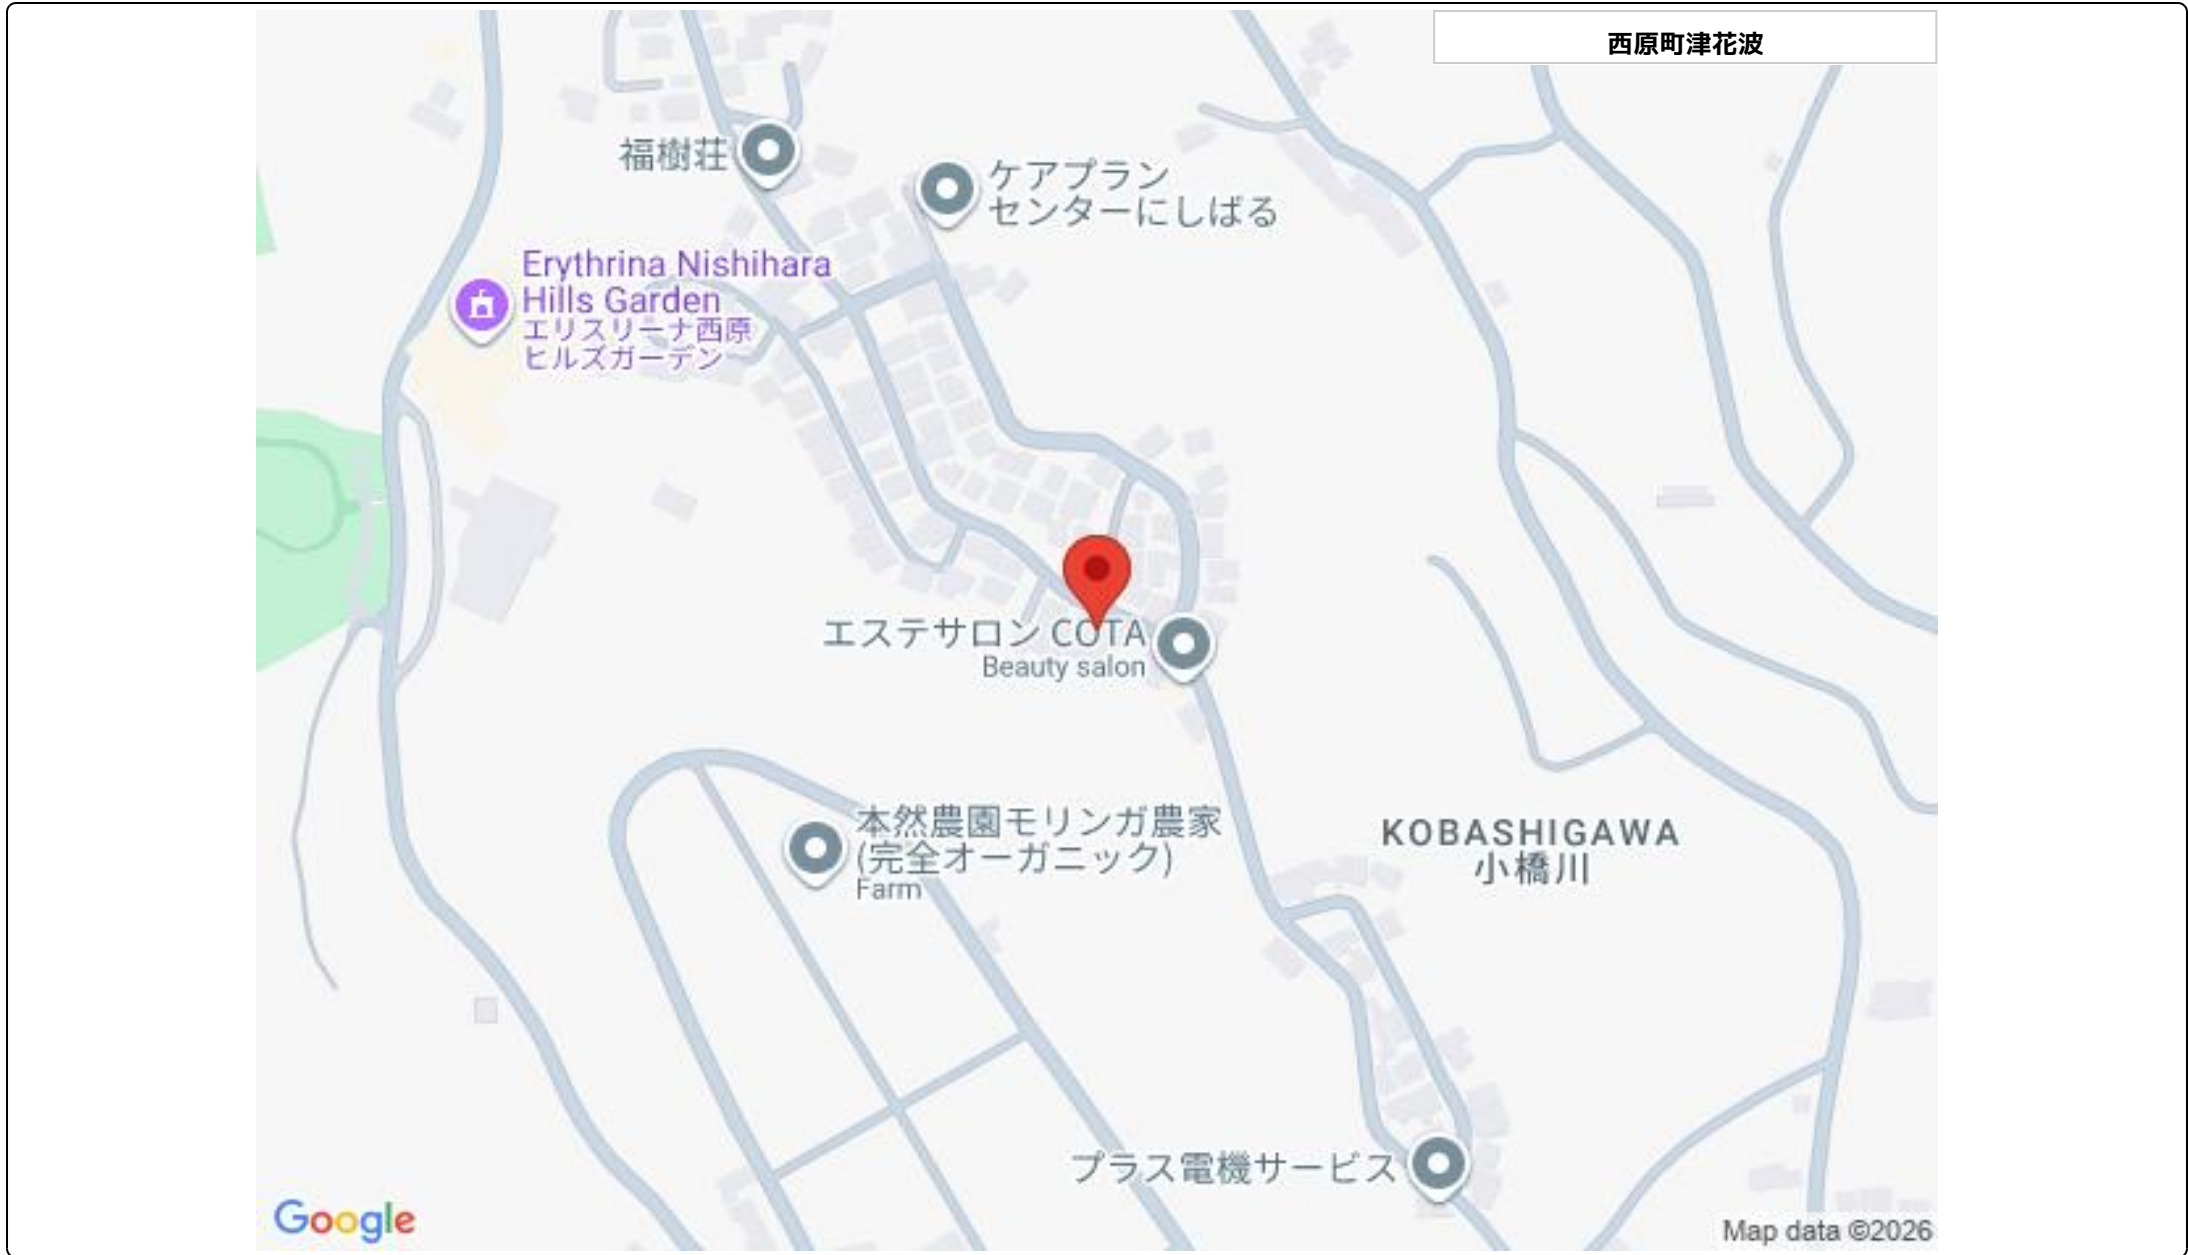 西原町津花波
福樹荘
ケアプラン
センターにしばる
Erythrina Nishihara
Hills Garden
エリスリーナ西原
ヒルズガーデン
エステサロン COTA
Beauty salon
本然農園モリンガ農家
(完全オーガニック)
Farm
KOBASHIGAWA
小橋川
プラス電機サービス
Google
Map data ©2026